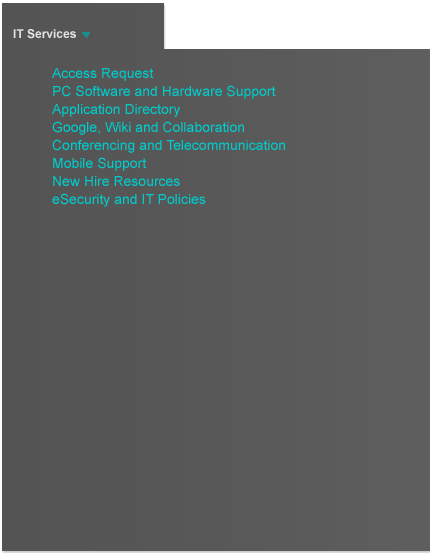 IT Services
Access Request
PC Software and Hardware Support
Application Directory
Google, Wiki and Collaboration
Conferencing and Telecommunication
Mobile Support
New Hire Resources
eSecurity and IT Policies